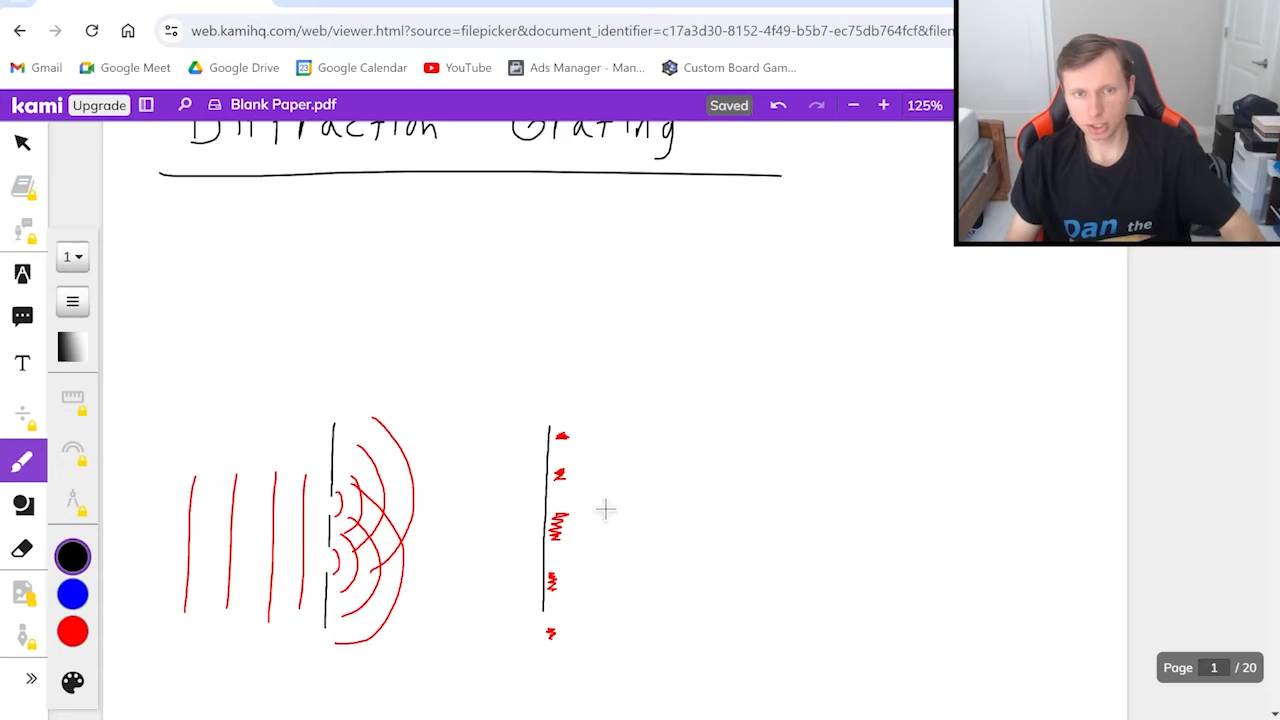 web.kamihq.com/web/viewer.html?source=filepicker&document_identifier=c17a3d30-8152-4f49-b5b7-ec75db764fcf&filen
Gmail Google Meet Google Drive 23 Google Calendar YouTube Ads Manager - Man... Custom Board Gam...
kami Upgrade Blank Paper.pdf Saved 125%
Diffraction Grating
Dan the
1
T
Page 1 / 20